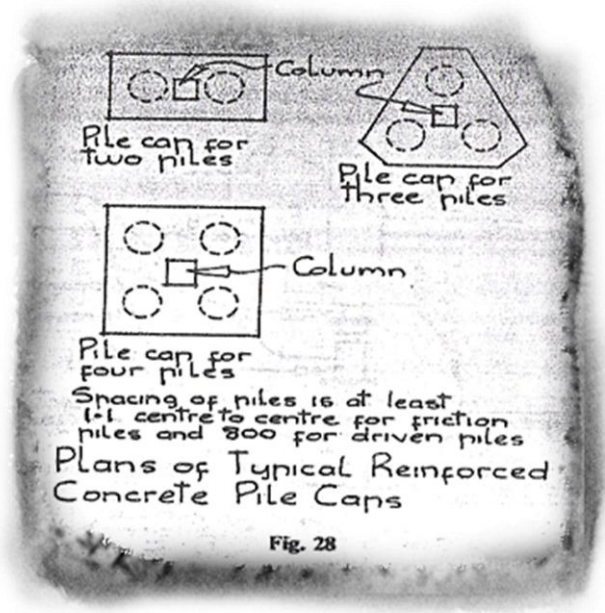 Column
Pile cap for
two piles
Pile cap for
three piles
Column
Pile cap for
four piles
Spacing of piles is at least
1·1 centre to centre for friction
piles and 800 for driven piles
Plans of Typical Reinforced
Concrete Pile Caps
Fig. 28